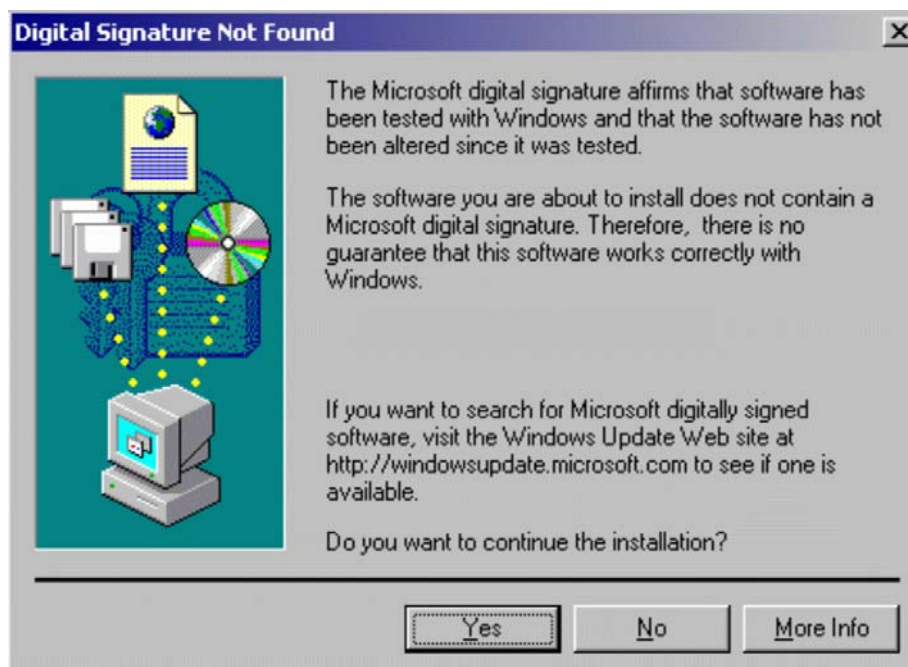 Digital Signature Not Found
The Microsoft digital signature affirms that software has
been tested with Windows and that the software has not
been altered since it was tested.
The software you are about to install does not contain a
Microsoft digital signature. Therefore, there is no
guarantee that this software works correctly with
Windows.
If you want to search for Microsoft digitally signed
software, visit the Windows Update Web site at
http://windowsupdate.microsoft.com to see if one is
available.
Do you want to continue the installation?
Yes No More Info